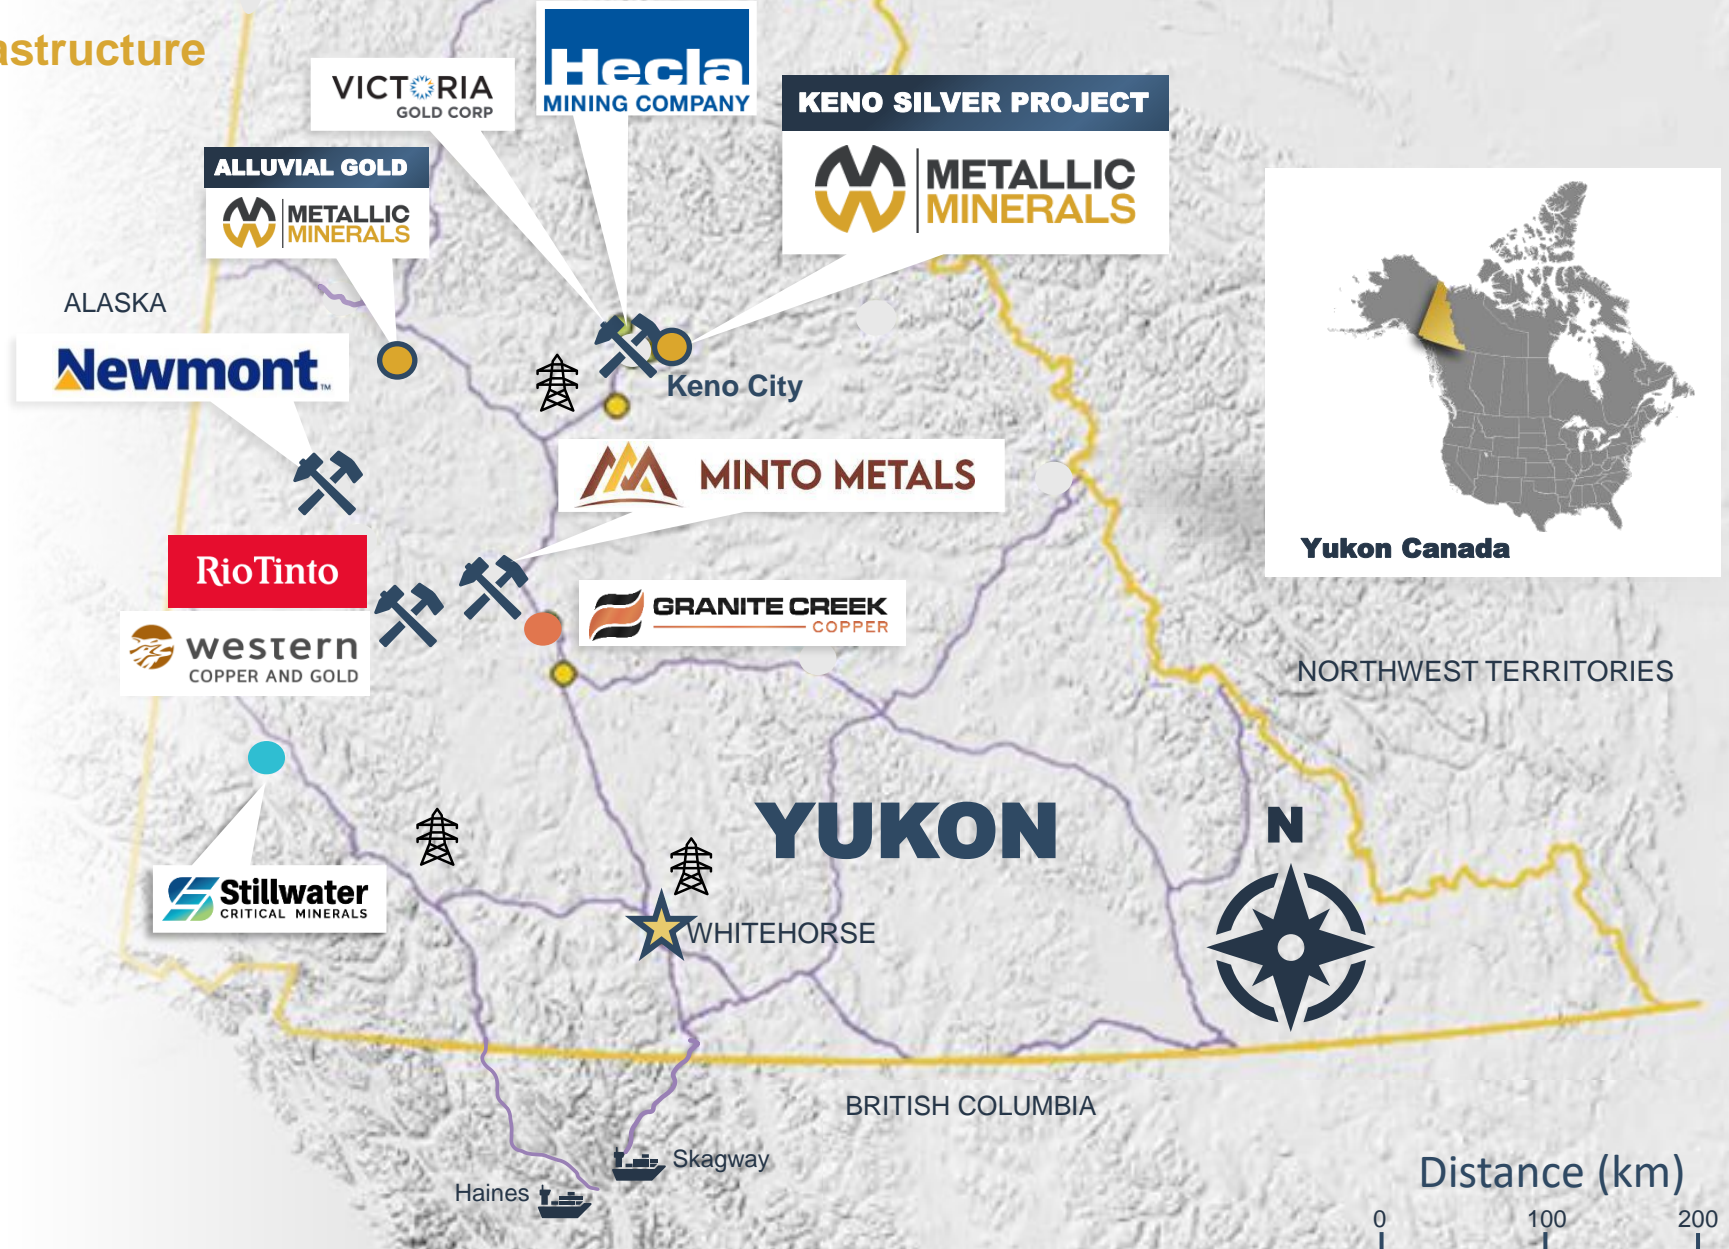 astructure
Hecla
MINING COMPANY
VICTORIA
GOLD CORP
KENO SILVER PROJECT
METALLIC
MINERALS
ALLUVIAL GOLD
METALLIC
MINERALS
ALASKA
Newmont™
Keno City
MINTO METALS
RioTinto
western
COPPER AND GOLD
GRANITE CREEK
COPPER
Yukon Canada
NORTHWEST TERRITORIES
YUKON
N
Stillwater
CRITICAL MINERALS
WHITEHORSE
BRITISH COLUMBIA
Skagway
Haines
Distance (km)
0 100 200